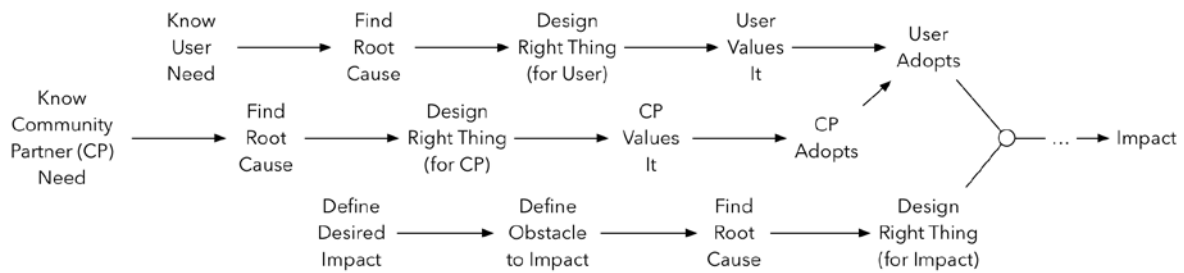 Know
User
Need
Find
Root
Cause
Design
Right Thing
(for User)
User
Values
It
User
Adopts
Know
Community
Partner (CP)
Need
Find
Root
Cause
Design
Right Thing
(for CP)
CP
Values
It
CP
Adopts
...
Impact
Define
Desired
Impact
Define
Obstacle
to Impact
Find
Root
Cause
Design
Right Thing
(for Impact)